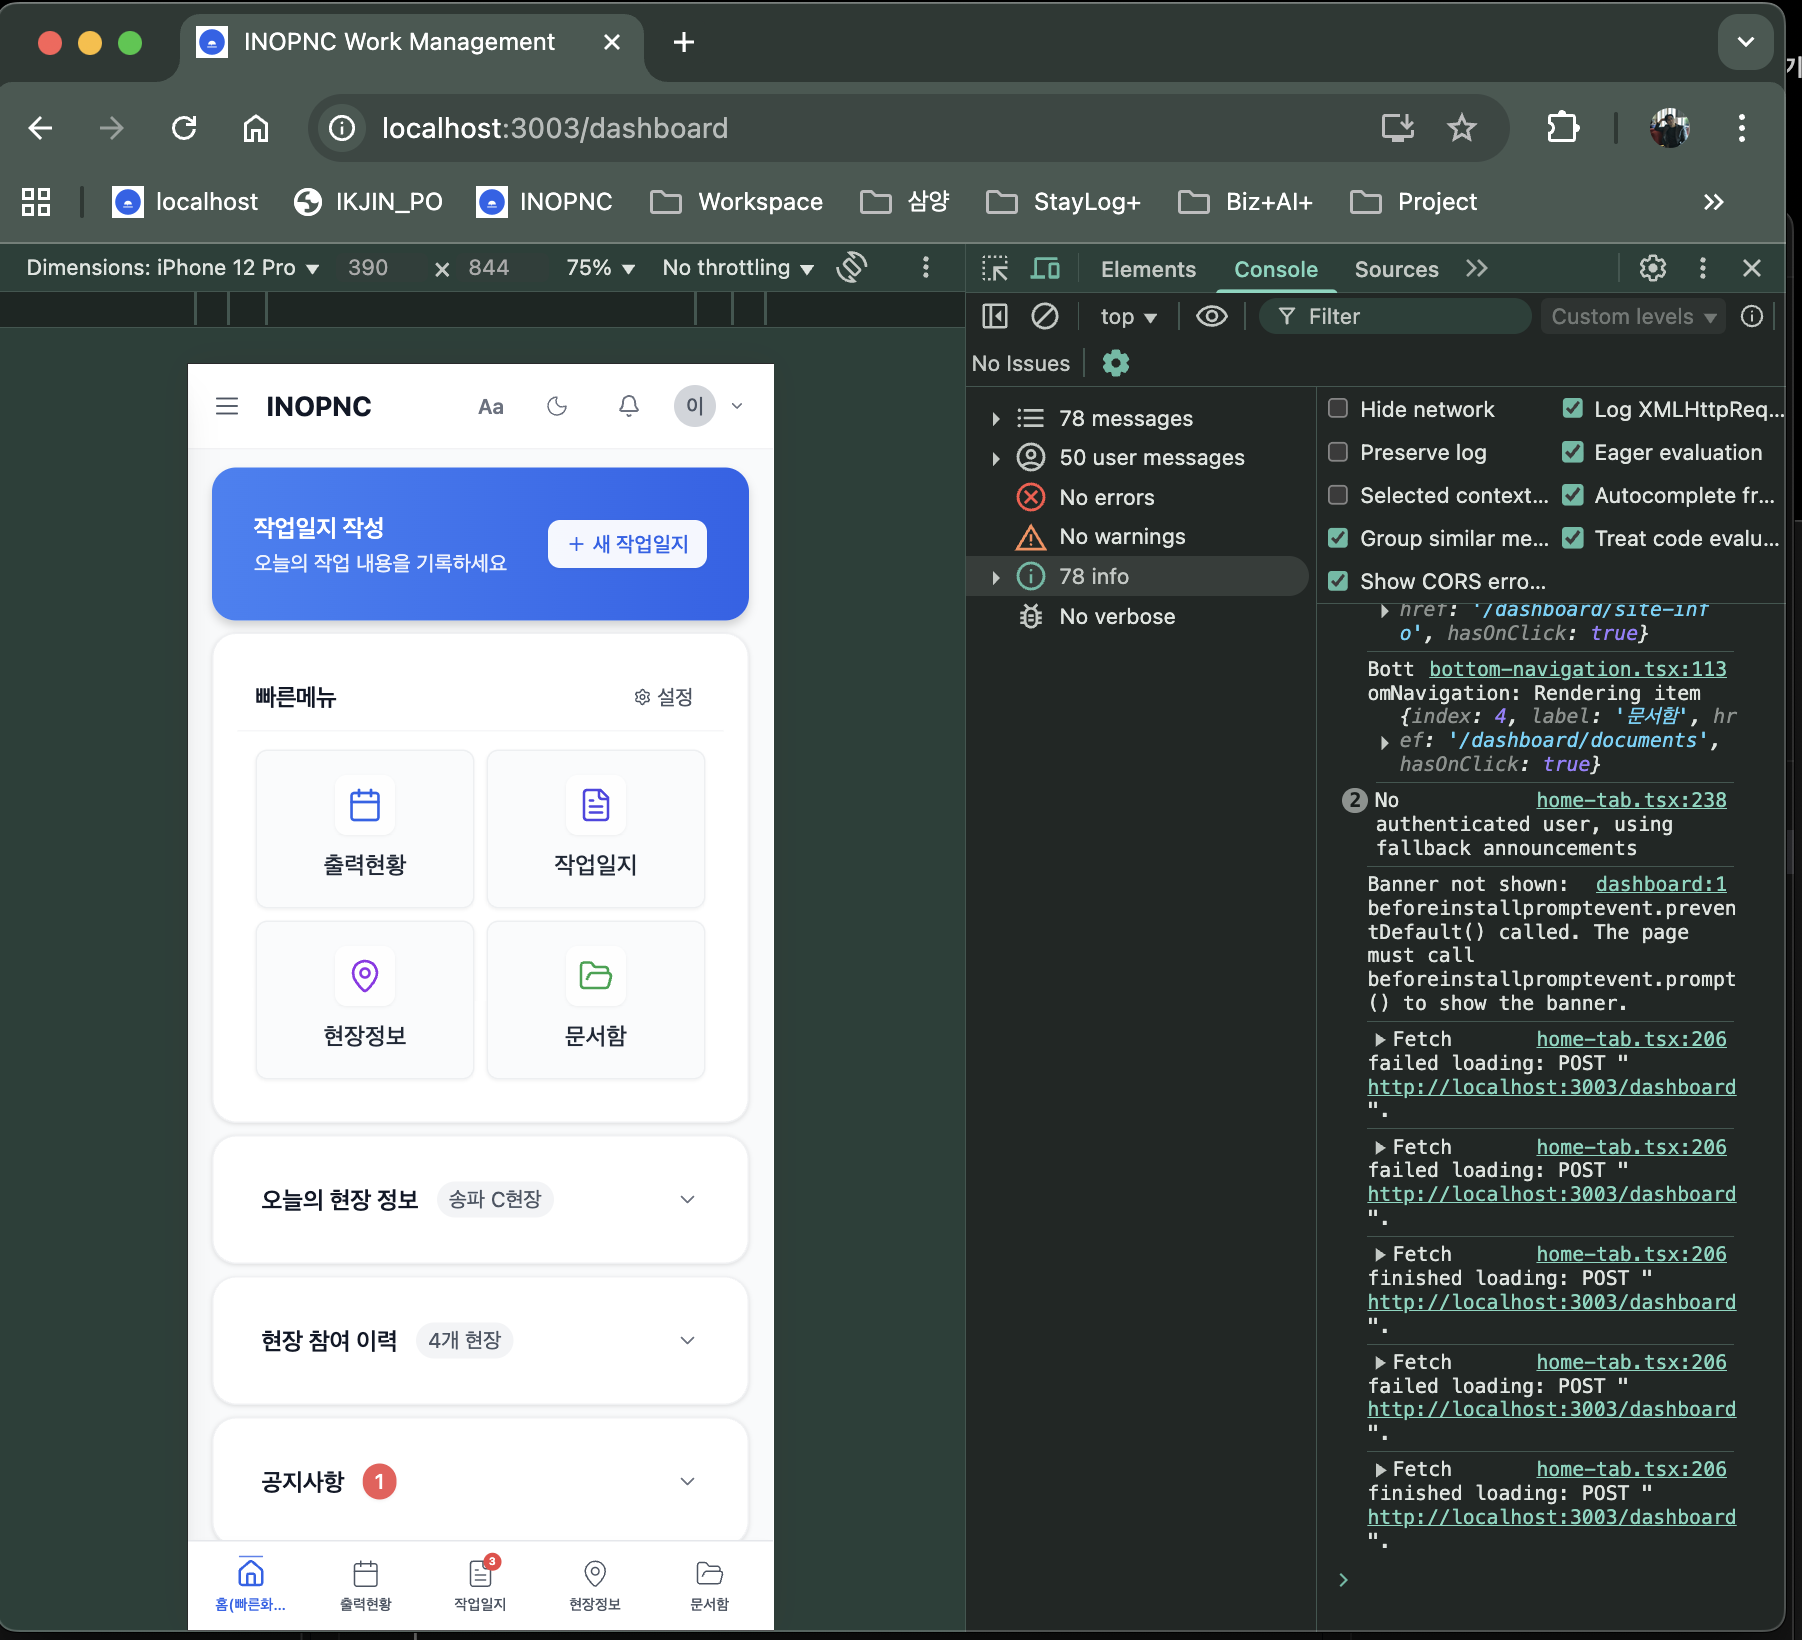 INOPNC Work Management
localhost:3003/dashboard
localhost
IKJIN_PO
INOPNC
Workspace
삼양
StayLog+
Biz+AI+
Project
Dimensions: iPhone 12 Pro
390
844
75%
No throttling
Elements
Console
Sources
top
Filter
Custom levels
No Issues
78 messages
50 user messages
No errors
No warnings
78 info
No verbose
Hide network
Log XMLHttpReq...
Preserve log
Eager evaluation
Selected context...
Autocomplete fr...
Group similar me...
Treat code evalu...
Show CORS erro...
href: '/dashboard/site-inf
o', hasOnClick: true}
Bott bottom-navigation.tsx:113
omNavigation: Rendering item
{index: 4, label: '문서함', hr
ef: '/dashboard/documents',
hasOnClick: true}
2 No home-tab.tsx:238
authenticated user, using
fallback announcements
Banner not shown: dashboard:1
beforeinstallpromptevent.preven
tDefault() called. The page
must call
beforeinstallpromptevent.prompt
() to show the banner.
Fetch home-tab.tsx:206
failed loading: POST "
http://localhost:3003/dashboard
".
Fetch home-tab.tsx:206
failed loading: POST "
http://localhost:3003/dashboard
".
Fetch home-tab.tsx:206
finished loading: POST "
http://localhost:3003/dashboard
".
Fetch home-tab.tsx:206
failed loading: POST "
http://localhost:3003/dashboard
".
Fetch home-tab.tsx:206
finished loading: POST "
http://localhost:3003/dashboard
".
INOPNC
Aa
이
작업일지 작성
오늘의 작업 내용을 기록하세요
+ 새 작업일지
빠른메뉴
설정
출력현황
작업일지
현장정보
문서함
오늘의 현장 정보
송파 C현장
현장 참여 이력
4개 현장
공지사항
1
홈(빠른화...
출력현황
3
작업일지
현장정보
문서함